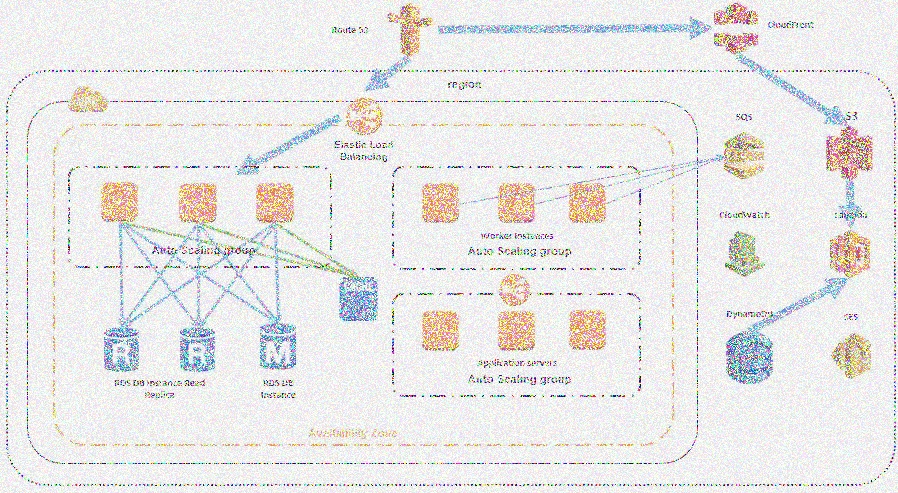 Route 53
CloudFront
region
SQS
S3
Elastic Load
Balancing
CloudWatch
Lambda
Worker Instances
Auto Scaling group
Auto Scaling group
DynamoDB
SES
R
R
M
Application servers
Auto Scaling group
RDS DB Instance Read
Replica
RDS DB
Instance
Availability Zone